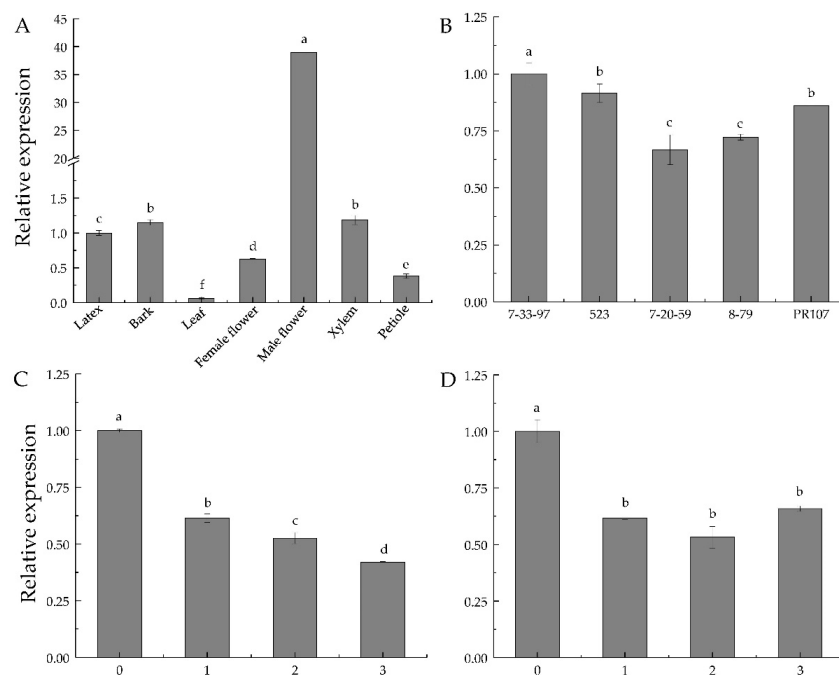 A
Relative expression
45
40
35
30
25
20
1.5
1.0
0.5
0.0
c
b
f
d
a
b
e
Latex
Bark
Leaf
Female flower
Male flower
Xylem
Petiole
B
1.25
1.00
0.75
0.50
0.25
0.00
a
b
c
c
b
7-33-97
523
7-20-59
8-79
PR107
C
Relative expression
1.25
1.00
0.75
0.50
0.25
0.00
a
b
c
d
0
1
2
3
D
1.25
1.00
0.75
0.50
0.25
0.00
a
b
b
b
0
1
2
3